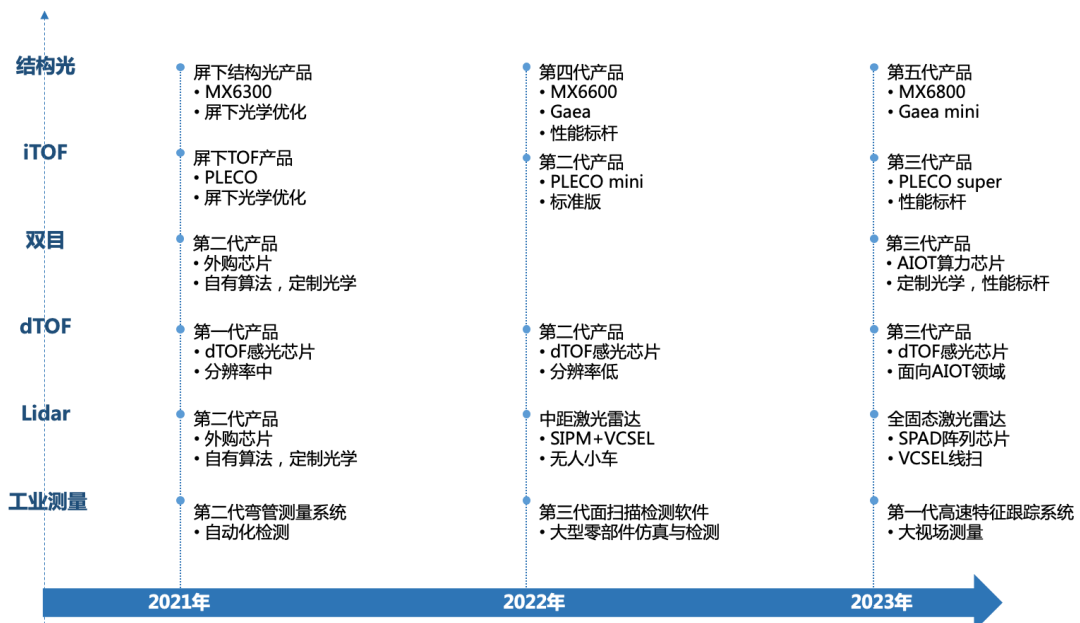 结构光
屏下结构光产品
• MX6300
• 屏下光学优化
第四代产品
• MX6600
• Gaea
• 性能标杆
第五代产品
• MX6800
• Gaea mini
iTOF
屏下TOF产品
• PLECO
• 屏下光学优化
第二代产品
• PLECO mini
• 标准版
第三代产品
• PLECO super
• 性能标杆
双目
第二代产品
• 外购芯片
• 自有算法，定制光学
第三代产品
• AIOT算力芯片
• 定制光学，性能标杆
dTOF
第一代产品
• dTOF感光芯片
• 分辨率中
第二代产品
• dTOF感光芯片
• 分辨率低
第三代产品
• dTOF感光芯片
• 面向AIOT领域
Lidar
第二代产品
• 外购芯片
• 自有算法，定制光学
中距激光雷达
• SIPM+VCSEL
• 无人小车
全固态激光雷达
• SPAD阵列芯片
• VCSEL线扫
工业测量
第二代弯管测量系统
• 自动化检测
第三代面扫描检测软件
• 大型零部件仿真与检测
第一代高速特征跟踪系统
• 大视场测量
2021年
2022年
2023年